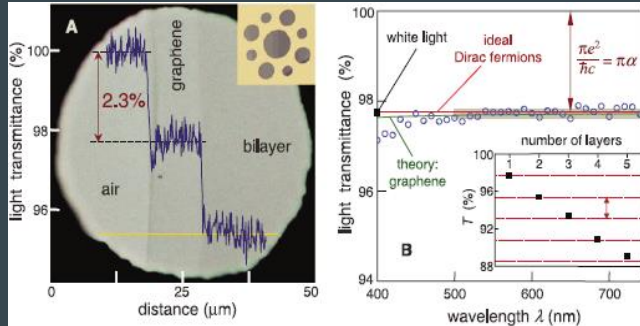 A
100
98
96
light transmittance (%)
2.3%
graphene
air
bilayer
0
25
50
distance (μm)
100
98
96
94
light transmittance (%)
white light
ideal
Dirac fermions
πe²
ħc
= πα
theory:
graphene
B
number of layers
1 2 3 4 5
100
96
92
88
T (%)
400 500 600 700
wavelength λ (nm)